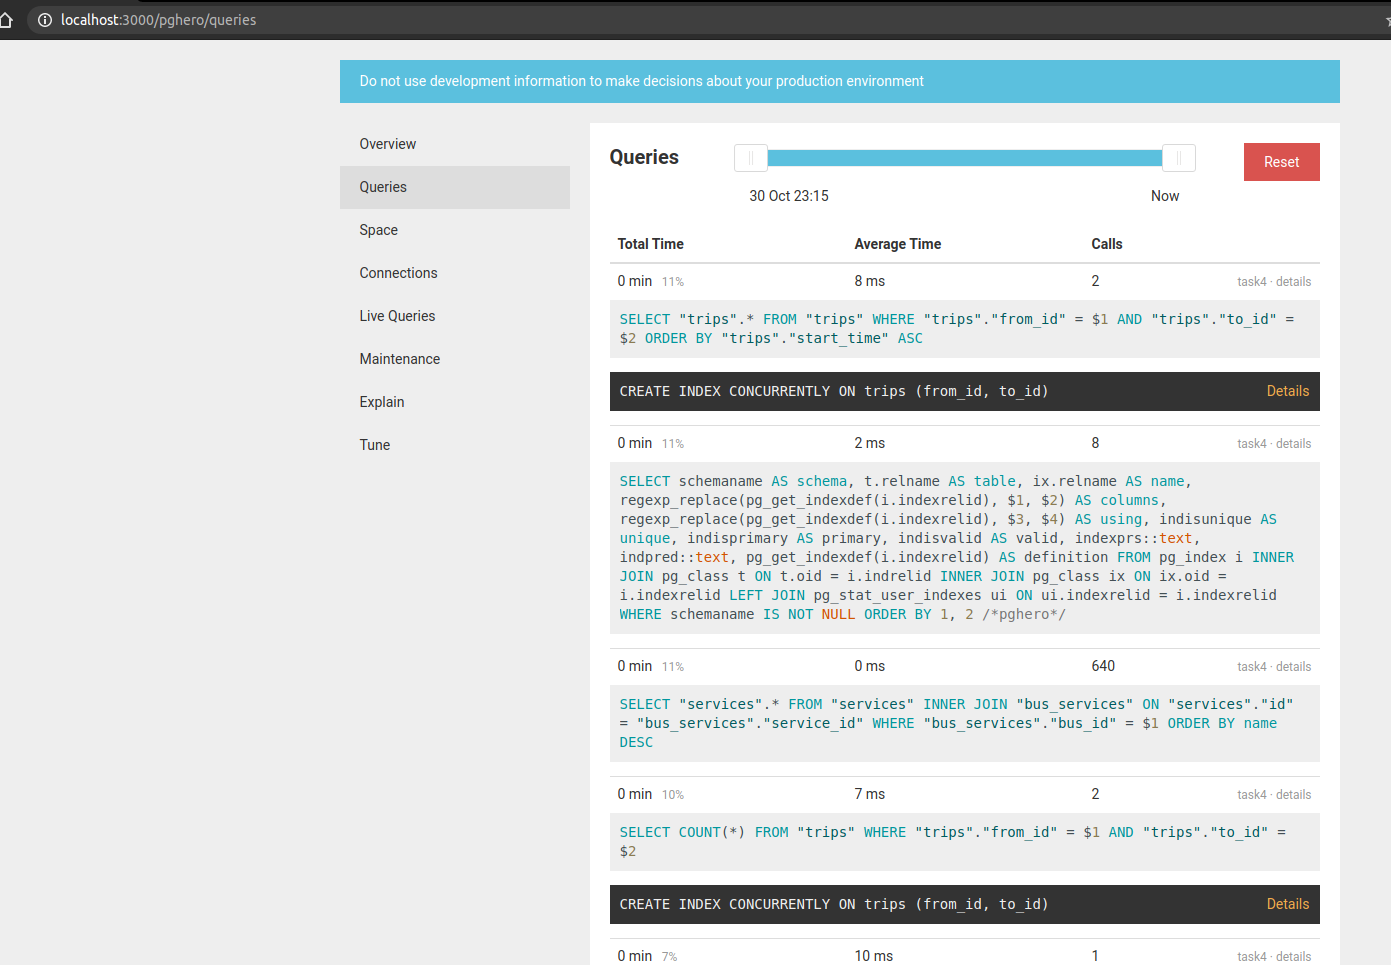 localhost:3000/pghero/queries
Do not use development information to make decisions about your production environment
Overview
Queries
Space
Connections
Live Queries
Maintenance
Explain
Tune
Queries
Reset
30 Oct 23:15 Now
Total Time Average Time Calls
0 min 11% 8 ms 2 task4 · details
SELECT "trips".* FROM "trips" WHERE "trips"."from_id" = $1 AND "trips"."to_id" =
$2 ORDER BY "trips"."start_time" ASC
CREATE INDEX CONCURRENTLY ON trips (from_id, to_id) Details
0 min 11% 2 ms 8 task4 · details
SELECT schemaname AS schema, t.relname AS table, ix.relname AS name,
regexp_replace(pg_get_indexdef(i.indexrelid), $1, $2) AS columns,
regexp_replace(pg_get_indexdef(i.indexrelid), $3, $4) AS using, indisunique AS
unique, indisprimary AS primary, indisvalid AS valid, indexprs::text,
indpred::text, pg_get_indexdef(i.indexrelid) AS definition FROM pg_index i INNER
JOIN pg_class t ON t.oid = i.indrelid INNER JOIN pg_class ix ON ix.oid =
i.indexrelid LEFT JOIN pg_stat_user_indexes ui ON ui.indexrelid = i.indexrelid
WHERE schemaname IS NOT NULL ORDER BY 1, 2 /*pghero*/
0 min 11% 0 ms 640 task4 · details
SELECT "services".* FROM "services" INNER JOIN "bus_services" ON "services"."id"
= "bus_services"."service_id" WHERE "bus_services"."bus_id" = $1 ORDER BY name
DESC
0 min 10% 7 ms 2 task4 · details
SELECT COUNT(*) FROM "trips" WHERE "trips"."from_id" = $1 AND "trips"."to_id" =
$2
CREATE INDEX CONCURRENTLY ON trips (from_id, to_id) Details
0 min 7% 10 ms 1 task4 · details